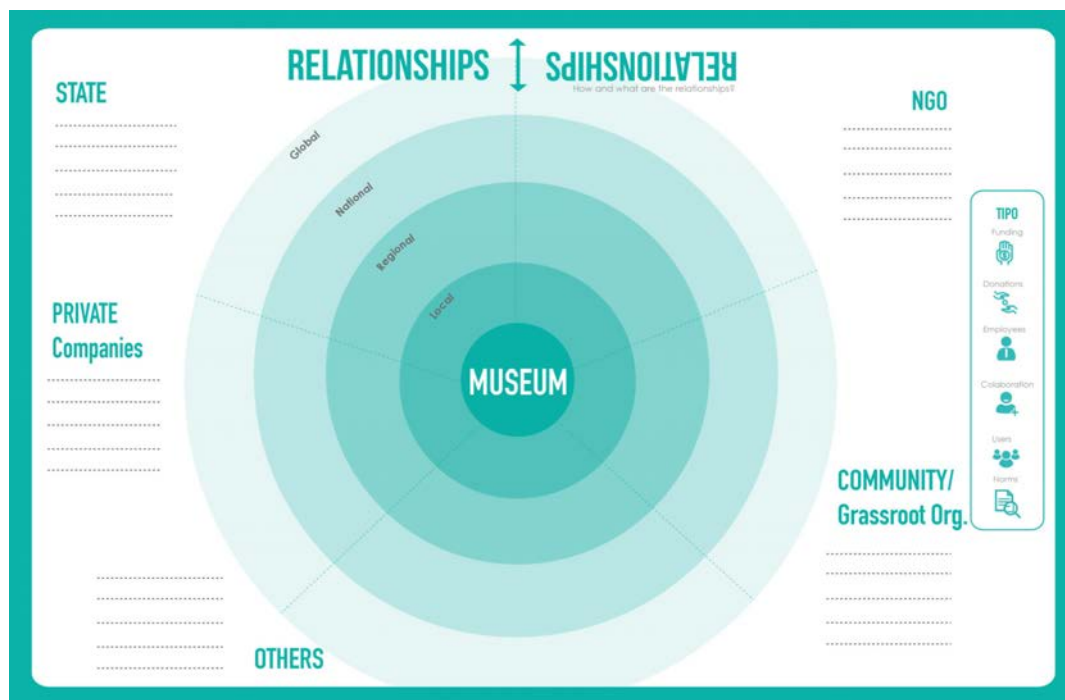 RELATIONSHIPS
RELATIONSHIPS
How and what are the relationships?
STATE
NGO
Global
National
Regional
Local
MUSEUM
PRIVATE
Companies
COMMUNITY/
Grassroot Org.
OTHERS
TIPO
Funding
Donations
Employees
Colaboration
Users
Norms